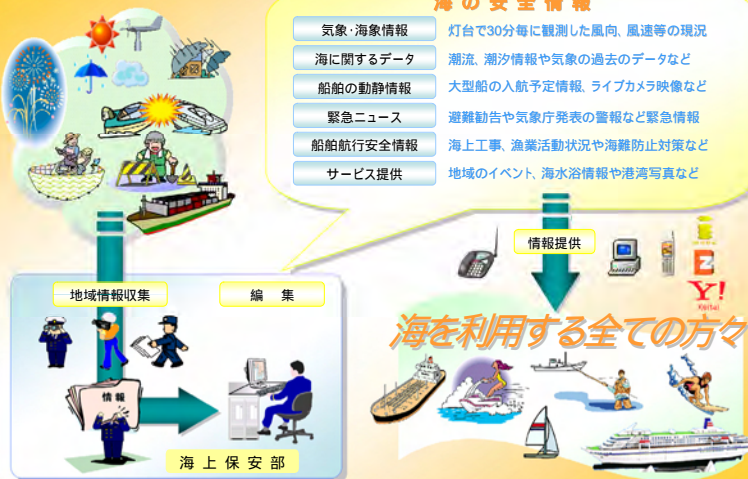 海の安全情報
気象・海象情報 灯台で30分毎に観測した風向、風速等の現況
海に関するデータ 潮流、潮汐情報や気象の過去のデータなど
船舶の動静情報 大型船の入航予定情報、ライブカメラ映像など
緊急ニュース 避難勧告や気象庁発表の警報など緊急情報
船舶航行安全情報 海上工事、漁業活動状況や海難防止対策など
サービス提供 地域のイベント、海水浴情報や港湾写真など
情報提供
Y!
Keitai
地域情報収集
編 集
海を利用する全ての方々
情報
海上保安部